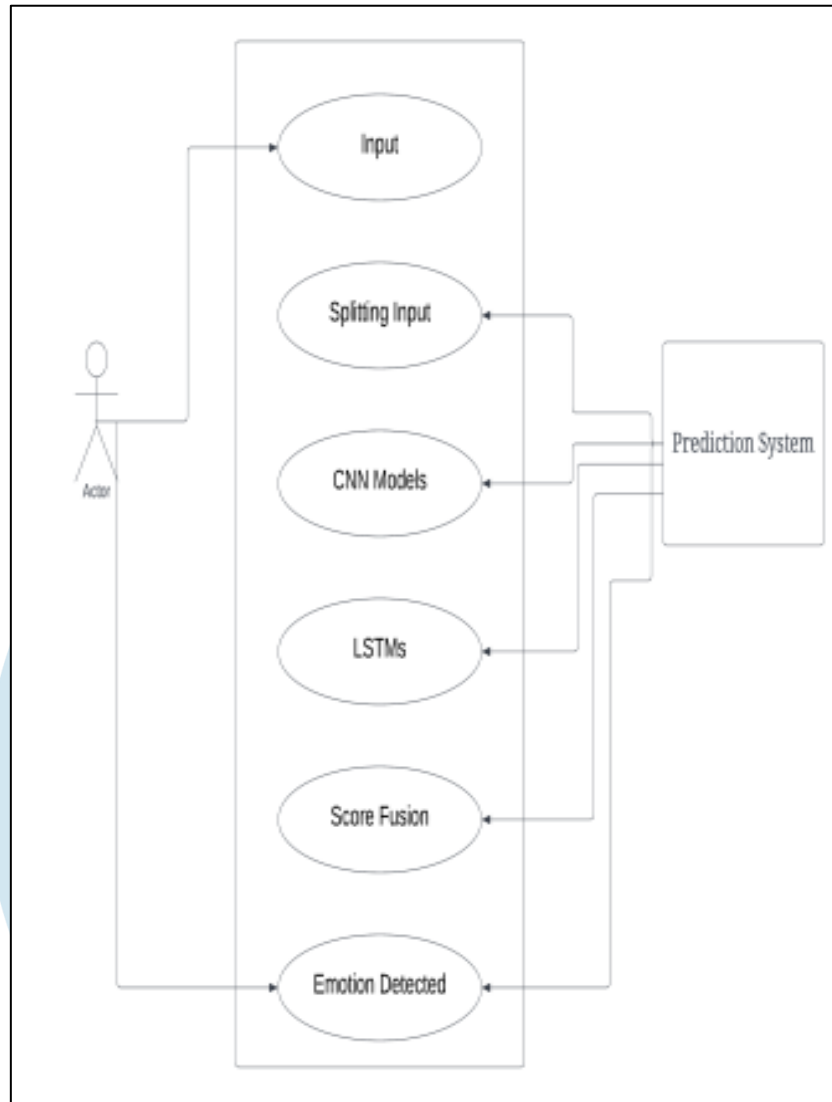 Input
Splitting Input
CNN Models
Prediction System
Actor
LSTMs
Score Fusion
Emotion Detected